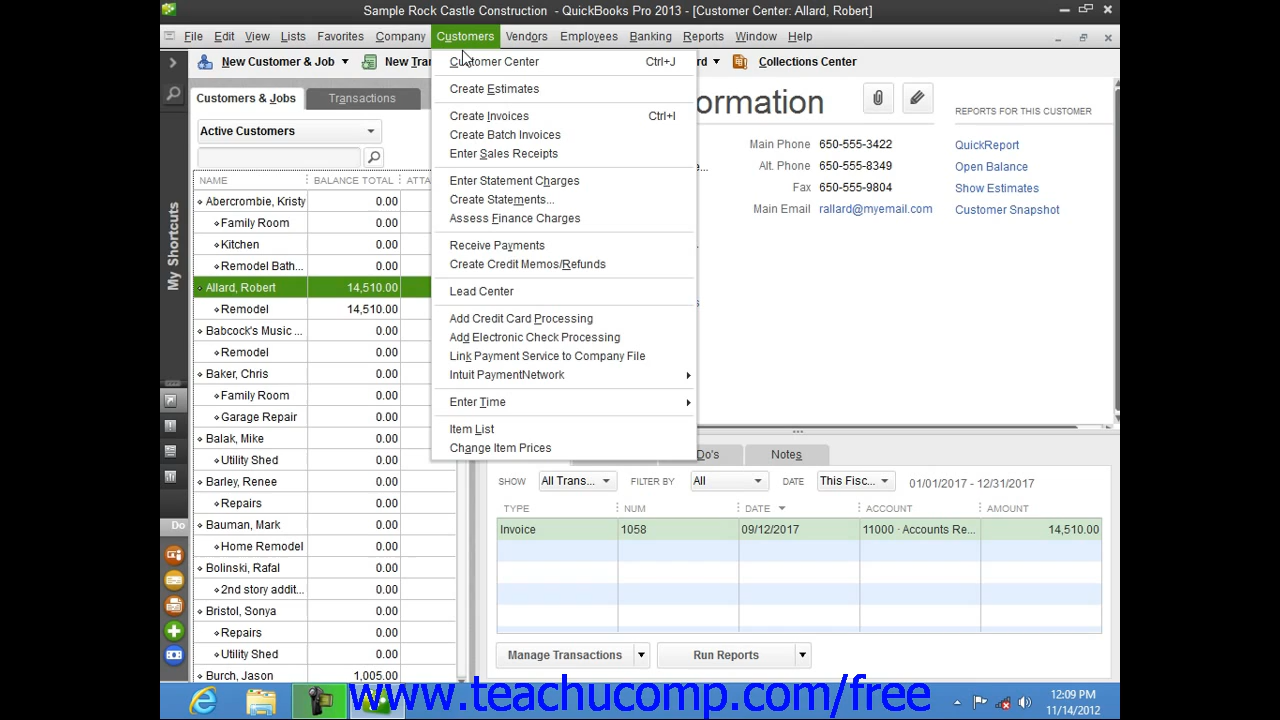 Sample Rock Castle Construction - QuickBooks Pro 2013 - [Customer Center: Allard, Robert]
File Edit View Lists Favorites Company Customers Vendors Employees Banking Reports Window Help
New Customer & Job New Tra
rd Collections Center
My Shortcuts
Do
Customers & Jobs Transactions
Active Customers
NAME BALANCE TOTAL ATTA
Abercrombie, Kristy 0.00
Family Room 0.00
Kitchen 0.00
Remodel Bath... 0.00
Allard, Robert 14,510.00
Remodel 14,510.00
Babcock's Music ... 0.00
Remodel 0.00
Baker, Chris 0.00
Family Room 0.00
Garage Repair 0.00
Balak, Mike 0.00
Utility Shed 0.00
Barley, Renee 0.00
Repairs 0.00
Bauman, Mark 0.00
Home Remodel 0.00
Bolinski, Rafal 0.00
2nd story addit... 0.00
Bristol, Sonya 0.00
Repairs 0.00
Utility Shed 0.00
Burch, Jason 1,005.00
Customer Center Ctrl+J
Create Estimates
Create Invoices Ctrl+I
Create Batch Invoices
Enter Sales Receipts
Enter Statement Charges
Create Statements...
Assess Finance Charges
Receive Payments
Create Credit Memos/Refunds
Lead Center
Add Credit Card Processing
Add Electronic Check Processing
Link Payment Service to Company File
Intuit PaymentNetwork
Enter Time
Item List
Change Item Prices
ormation
Main Phone 650-555-3422
Alt. Phone 650-555-8349
Fax 650-555-9804
Main Email rallard@myemail.com
REPORTS FOR THIS CUSTOMER
QuickReport
Open Balance
Show Estimates
Customer Snapshot
Do's Notes
SHOW All Trans... FILTER BY All DATE This Fisc... 01/01/2017 - 12/31/2017
TYPE NUM DATE ACCOUNT AMOUNT
Invoice 1058 09/12/2017 11000 · Accounts Re... 14,510.00
Manage Transactions Run Reports
www.teachucomp.com/free
12:09 PM
11/14/2012